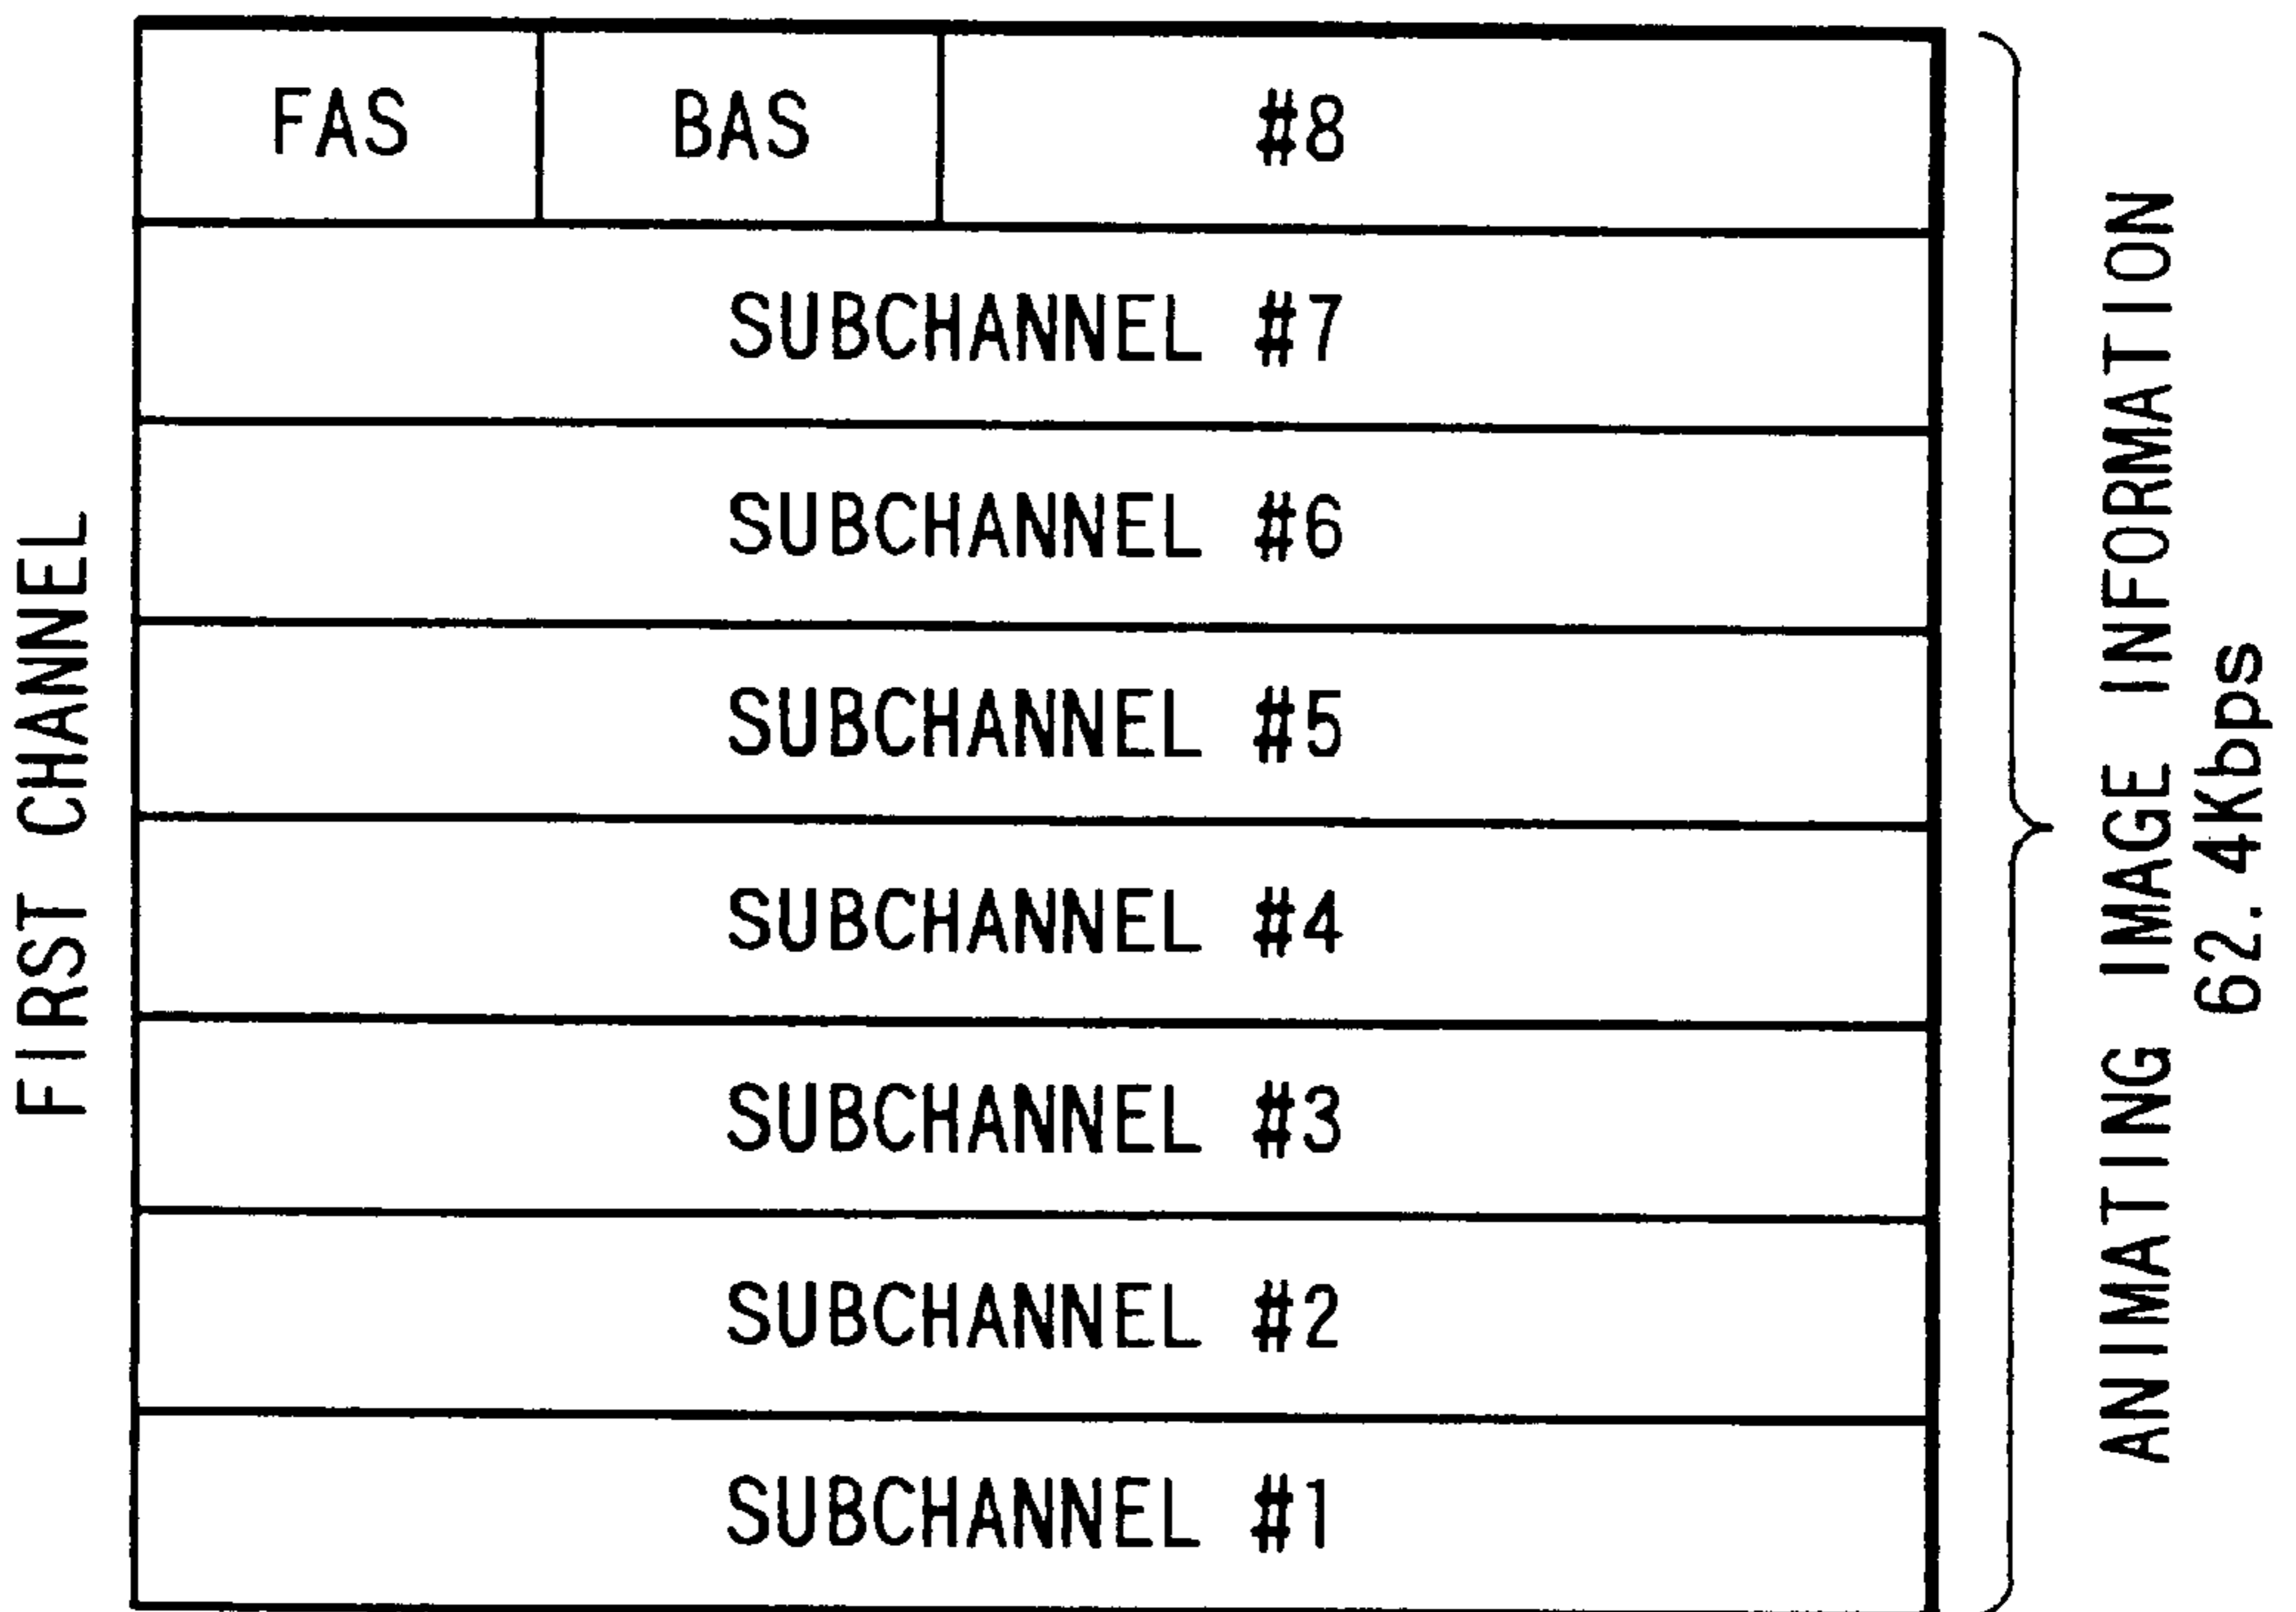 FIRST CHANNEL
FAS BAS #8
SUBCHANNEL #7
SUBCHANNEL #6
SUBCHANNEL #5
SUBCHANNEL #4
SUBCHANNEL #3
SUBCHANNEL #2
SUBCHANNEL #1
ANIMATING IMAGE INFORMATION
62.4Kbps